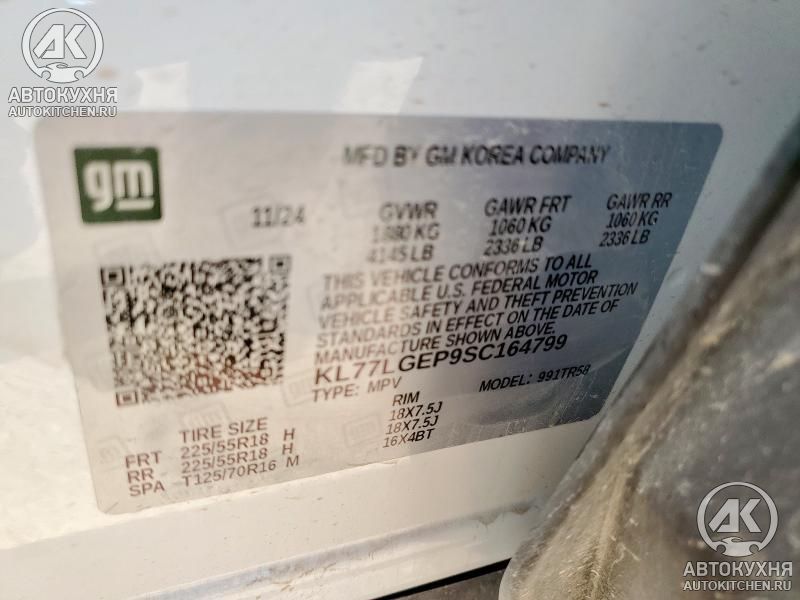 AK
АВТОКУХНЯ
AUTOKITCHEN.RU
gm
MFD BY GM KOREA COMPANY
11/24 GVWR GAWR FRT GAWR RR
1880 KG 1060 KG 1060 KG
4145 LB 2336 LB 2336 LB
THIS VEHICLE CONFORMS TO ALL
APPLICABLE U.S. FEDERAL MOTOR
VEHICLE SAFETY AND THEFT PREVENTION
STANDARDS IN EFFECT ON THE DATE OF
MANUFACTURE SHOWN ABOVE.
KL77LGEP9SC164799
TYPE: MPV MODEL: 991TR58
TIRE SIZE RIM
FRT 225/55R18 H 18X7.5J
RR 225/55R18 H 18X7.5J
SPA T125/70R16 M 16X4BT
AK
АВТОКУХНЯ
AUTOKITCHEN.RU